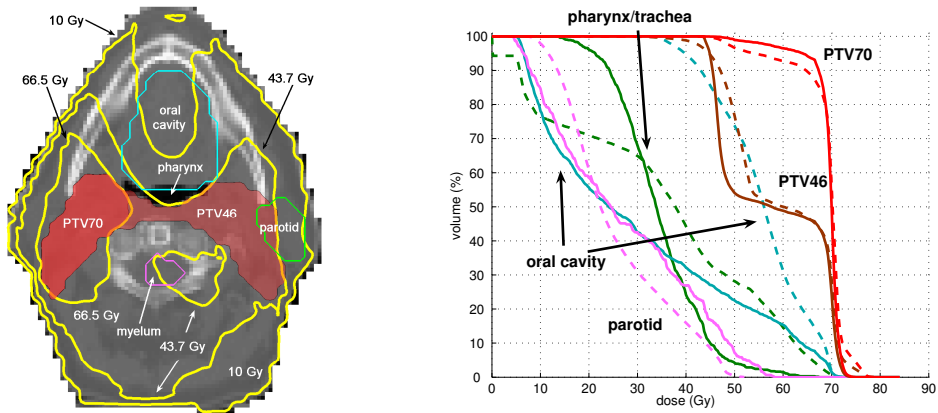 10 Gy
66.5 Gy
43.7 Gy
oral
cavity
pharynx
PTV70
PTV46
parotid
66.5 Gy
myelum
43.7 Gy
10 Gy
pharynx/trachea
PTV70
PTV46
oral cavity
parotid
volume (%)
100
90
80
70
60
50
40
30
20
10
0
0 10 20 30 40 50 60 70 80 90
dose (Gy)